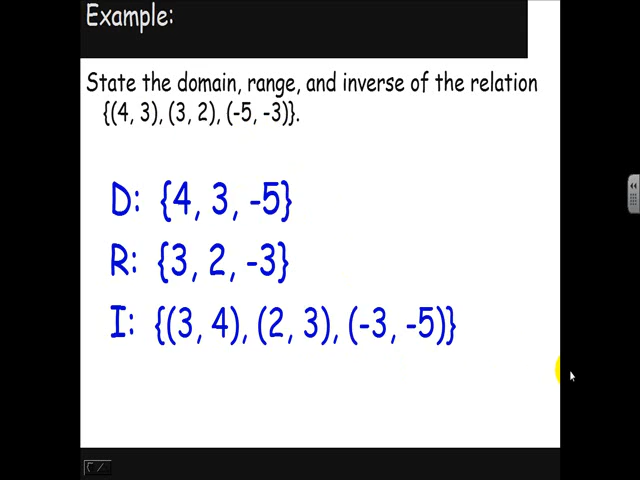 Example:
State the domain, range, and inverse of the relation
{(4, 3), (3, 2), (-5, -3)}.
D: {4, 3, -5}
R: {3, 2, -3}
I: {(3, 4), (2, 3), (-3, -5)}